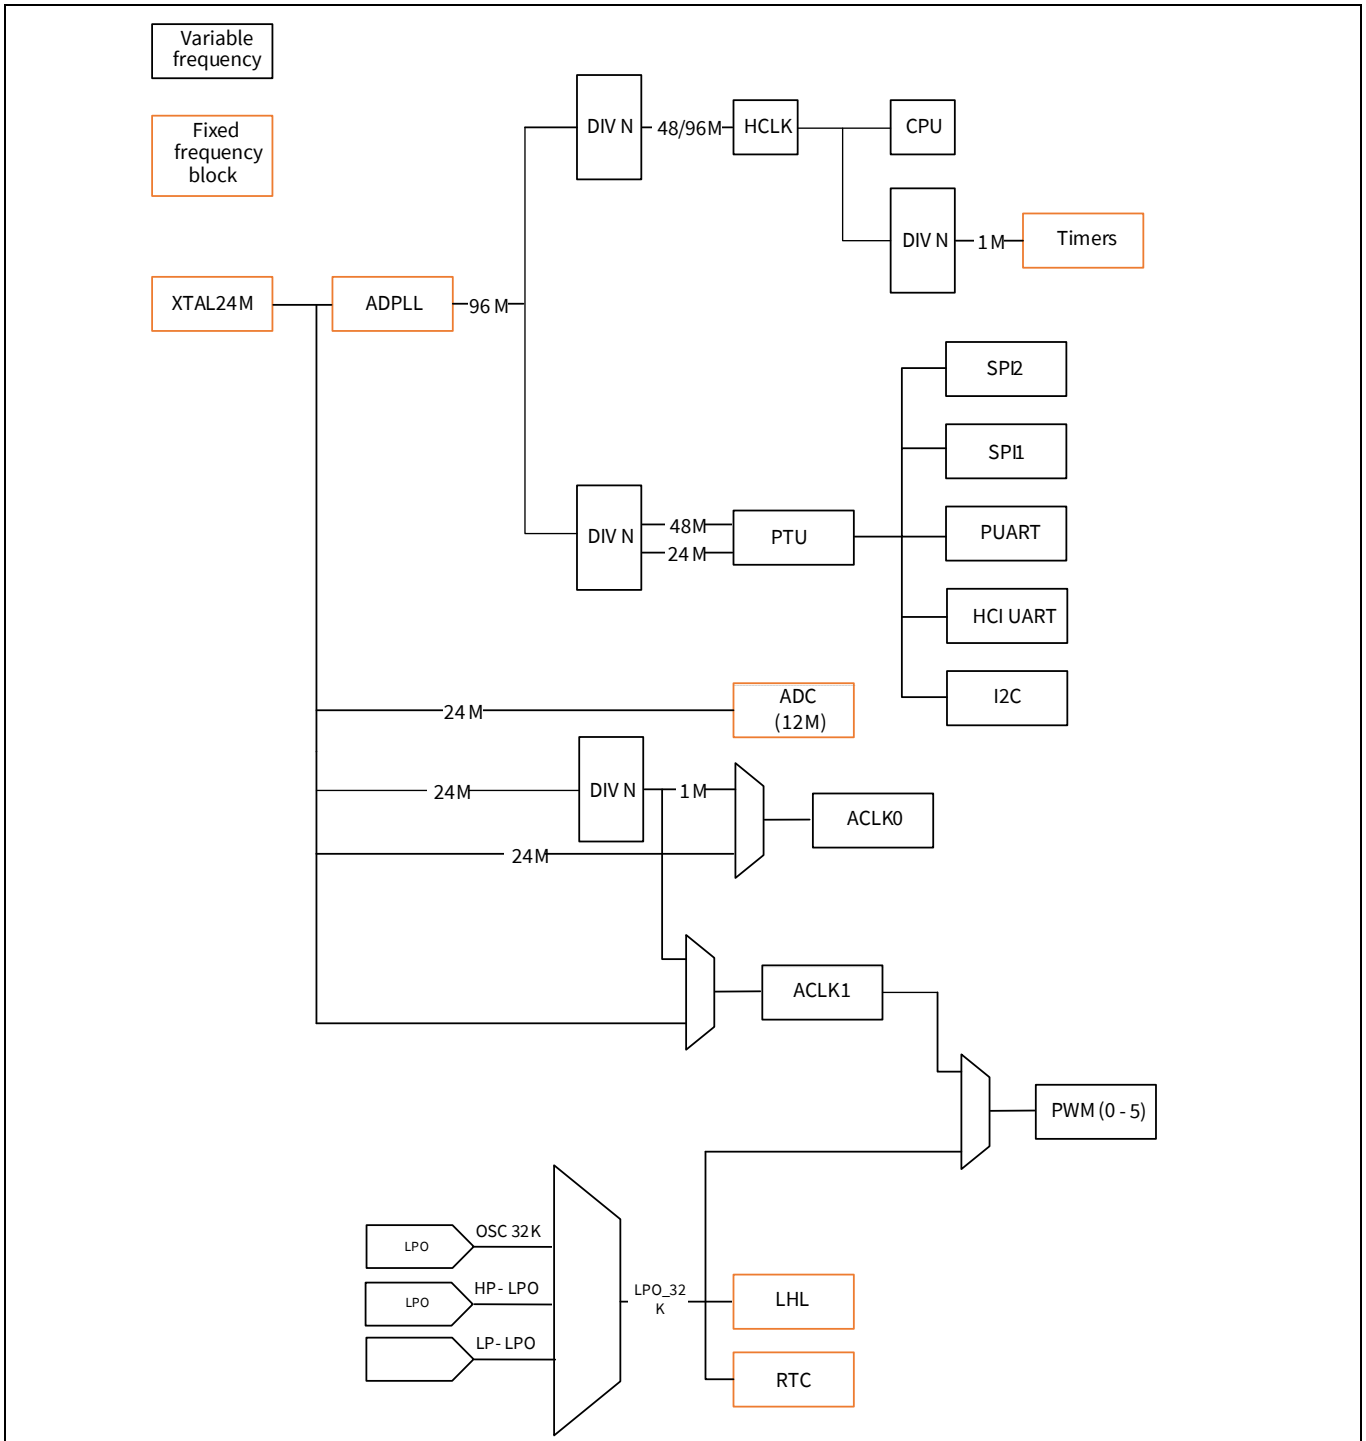 Variable
frequency
Fixed
frequency
block
DIV N
48/96M
HCLK
CPU
DIV N
1M
Timers
XTAL24M
ADPLL
96 M
SPI2
SPI1
DIV N
48M
24 M
PTU
PUART
HCI UART
I2C
24 M
ADC
(12M)
24M
DIV N
1 M
ACLK0
24M
ACLK1
PWM (0 - 5)
LPO
OSC 32K
LPO
HP- LPO
LP- LPO
LPO_32
K
LHL
RTC